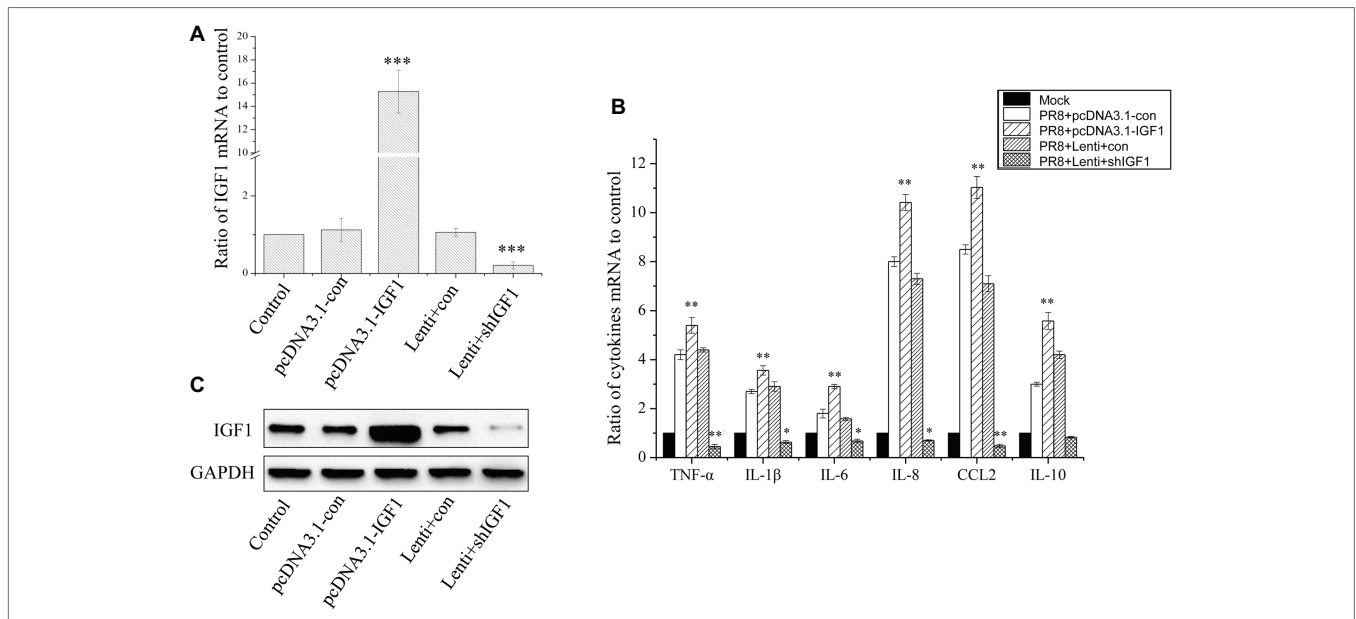 A
Ratio of IGF1 mRNA to control
20
18
16
14
12
10
2
1
0
***
***
Control
pcDNA3.1-con
pcDNA3.1-IGF1
Lenti+con
Lenti+shIGF1
B
Mock
PR8+pcDNA3.1-con
PR8+pcDNA3.1-IGF1
PR8+Lenti+con
PR8+Lenti+shIGF1
Ratio of cytokines mRNA to control
12
10
8
6
4
2
0
** ** ** ** ** **
** * * * **
TNF-α IL-1β IL-6 IL-8 CCL2 IL-10
C
IGF1
GAPDH
Control
pcDNA3.1-con
pcDNA3.1-IGF1
Lenti+con
Lenti+shIGF1